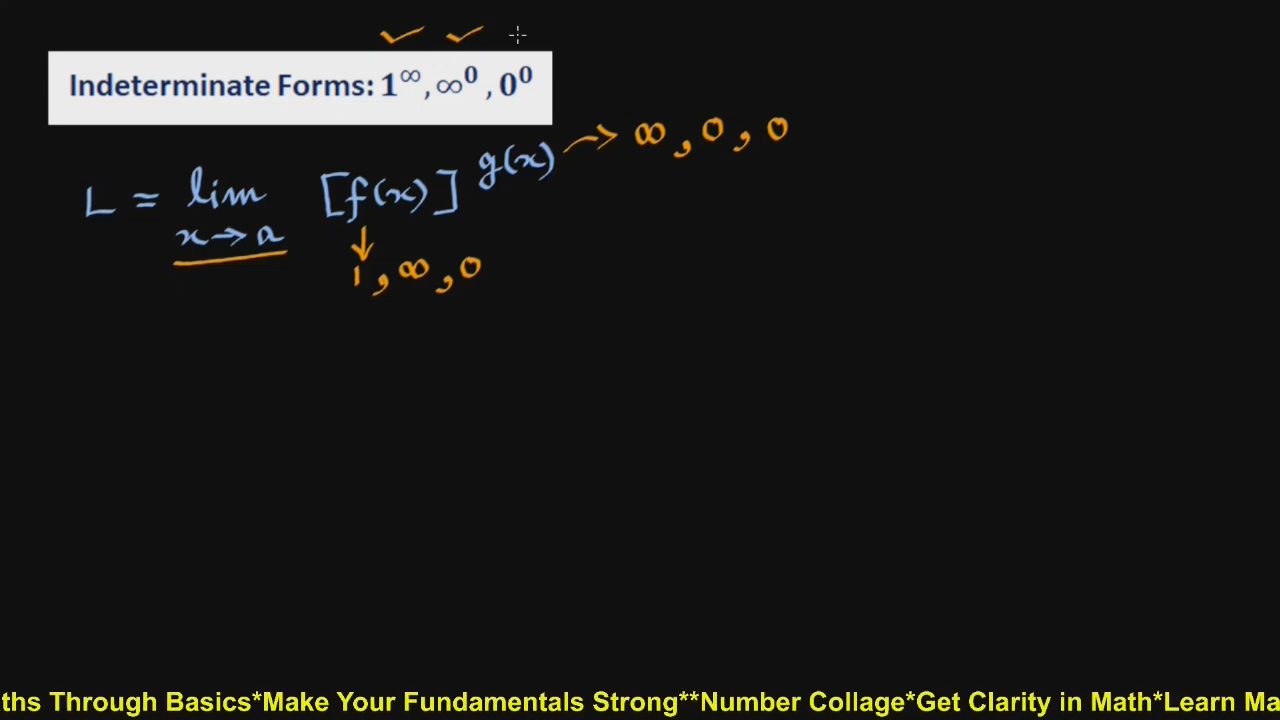 Indeterminate Forms: 1^∞, ∞^0, 0^0
L = lim [f(x)]^g(x) → ∞, 0, 0
x→a ↓
1, ∞, 0
ths Through Basics*Make Your Fundamentals Strong**Number Collage*Get Clarity in Math*Learn Ma